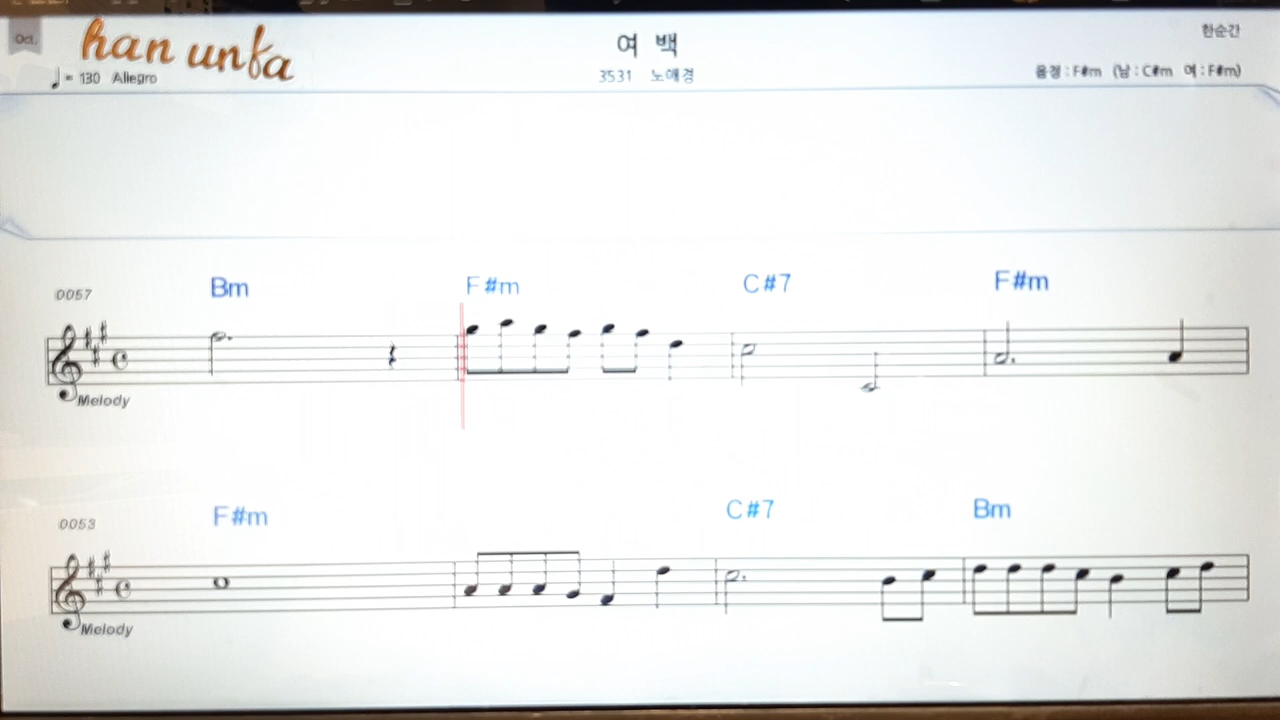 Oct.
han unfa
♩= 130 Allegro
여 백
3531 노애경
한순간
음정 : F#m (남 : C#m 여 : F#m)
0057
Bm F#m C#7 F#m
Melody
0053
F#m C#7 Bm
Melody